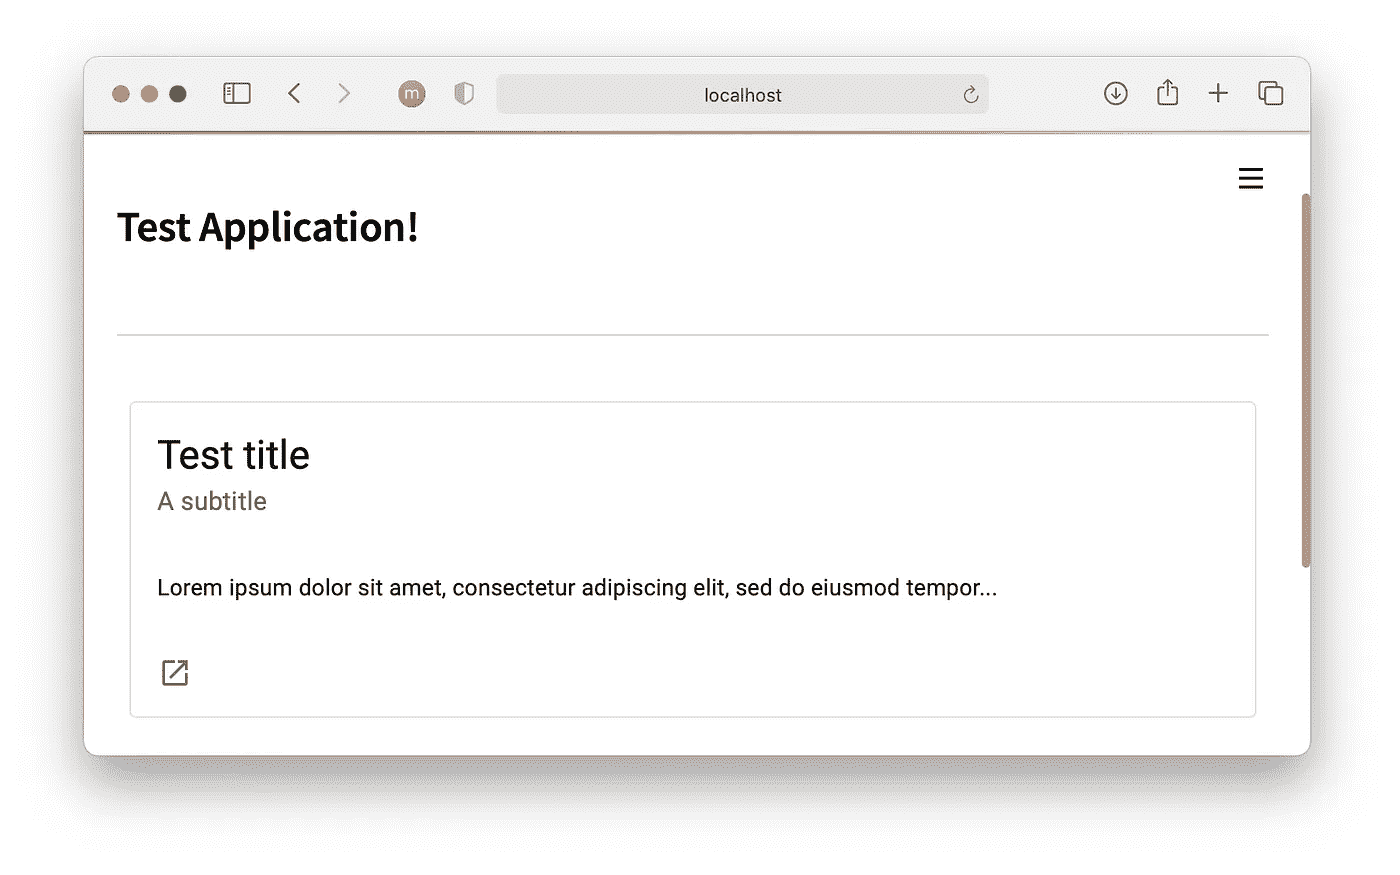 m
localhost
Test Application!
Test title
A subtitle
Lorem ipsum dolor sit amet, consectetur adipiscing elit, sed do eiusmod tempor...